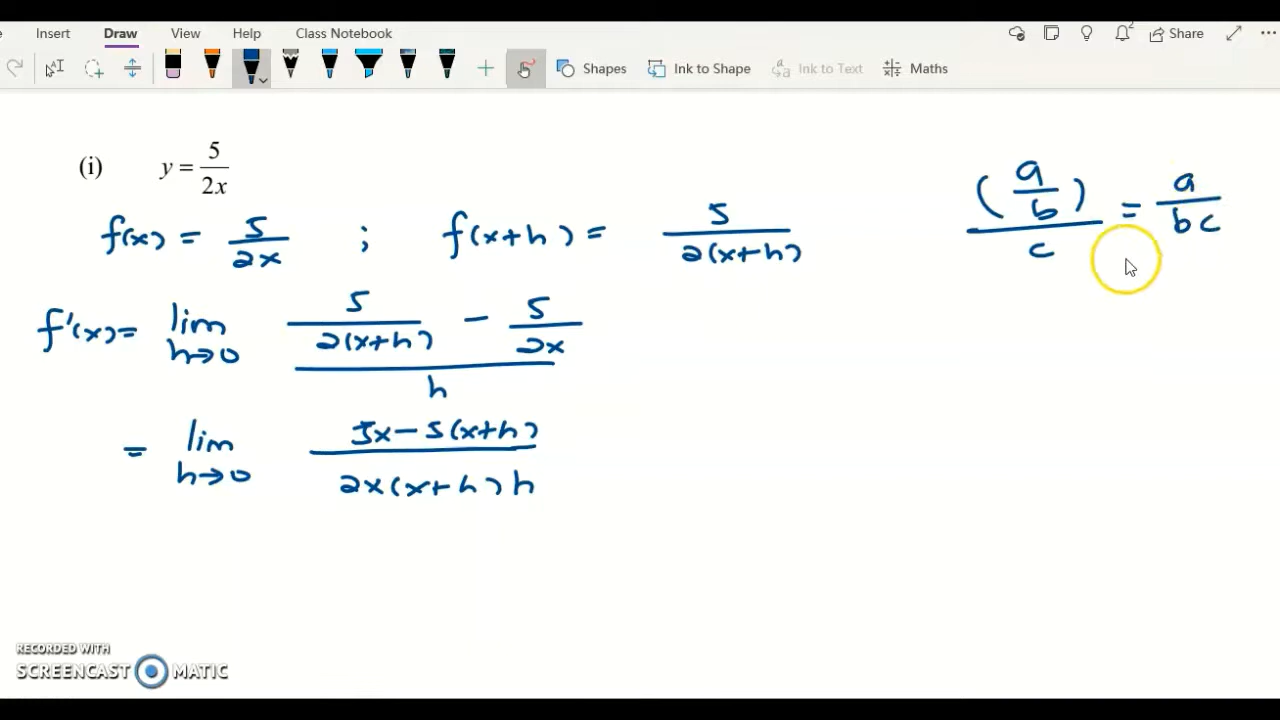 Insert Draw View Help Class Notebook 2 Share
Shapes Ink to Shape Ink to Text Maths
(i) y = 5/2x
f(x) = 5/2x ; f(x+h) = 5/2(x+h)
(a/b)/c = a/bc
f'(x) = lim h→0 (5/2(x+h) − 5/2x)/h
= lim h→0 (5x − 5(x+h))/(2x(x+h)h)
RECORDED WITH
SCREENCAST MATIC